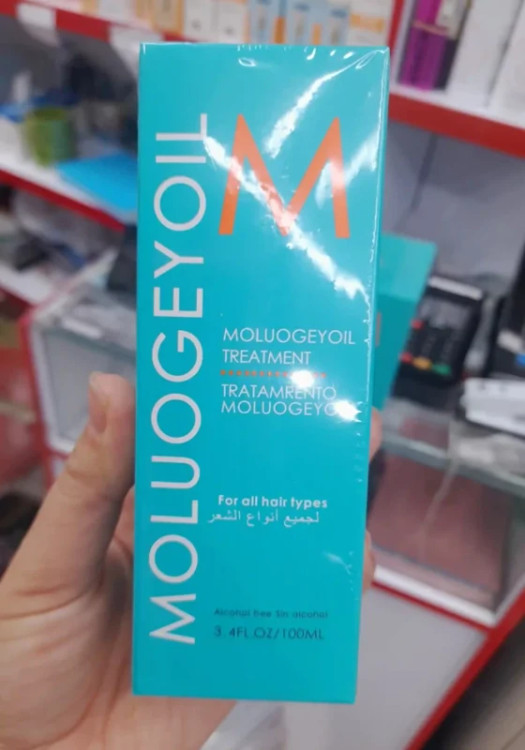 MOLUOGEYOIL
M
MOLUOGEYOIL
TREATMENT
TRATAMRENTO
MOLUOGEYO
For all hair types
لجميع أنواع الشعر
Alcohol free Sin alcohol
3.4FL.OZ/100ML